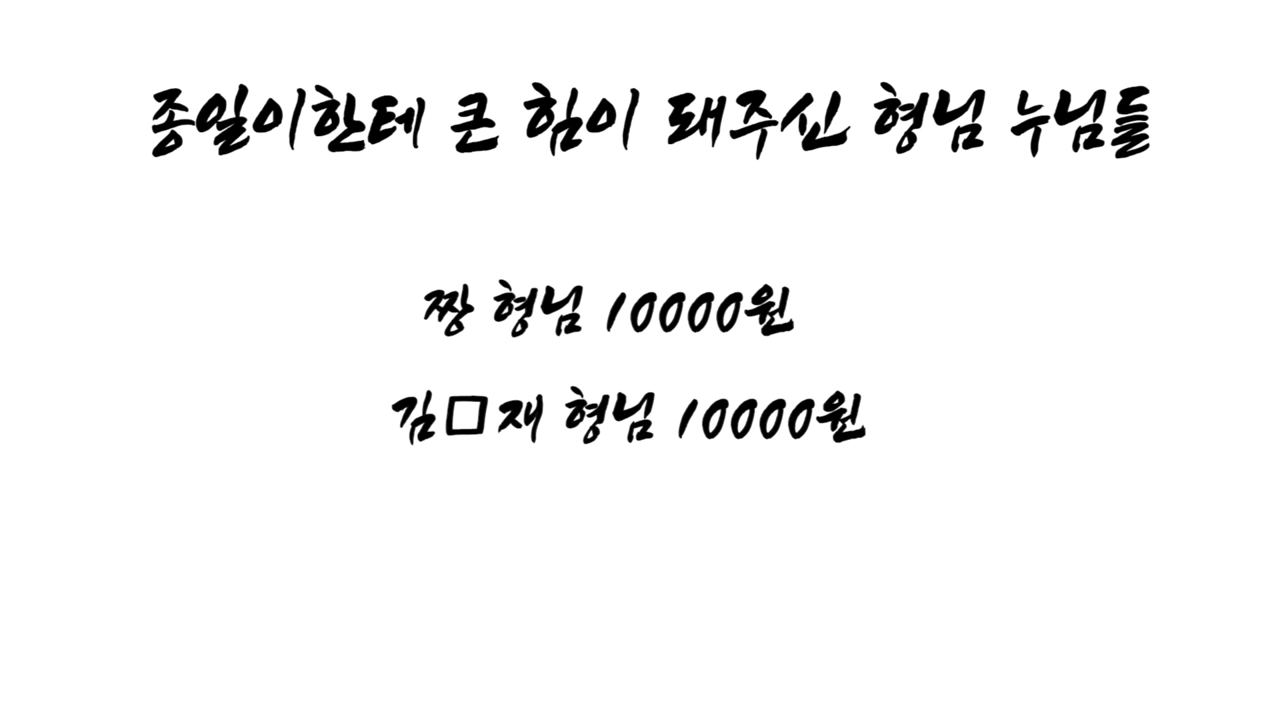 종일이한테 큰 힘이 돼주신 형님 누님들
짱 형님 10000원
김□재 형님 10000원